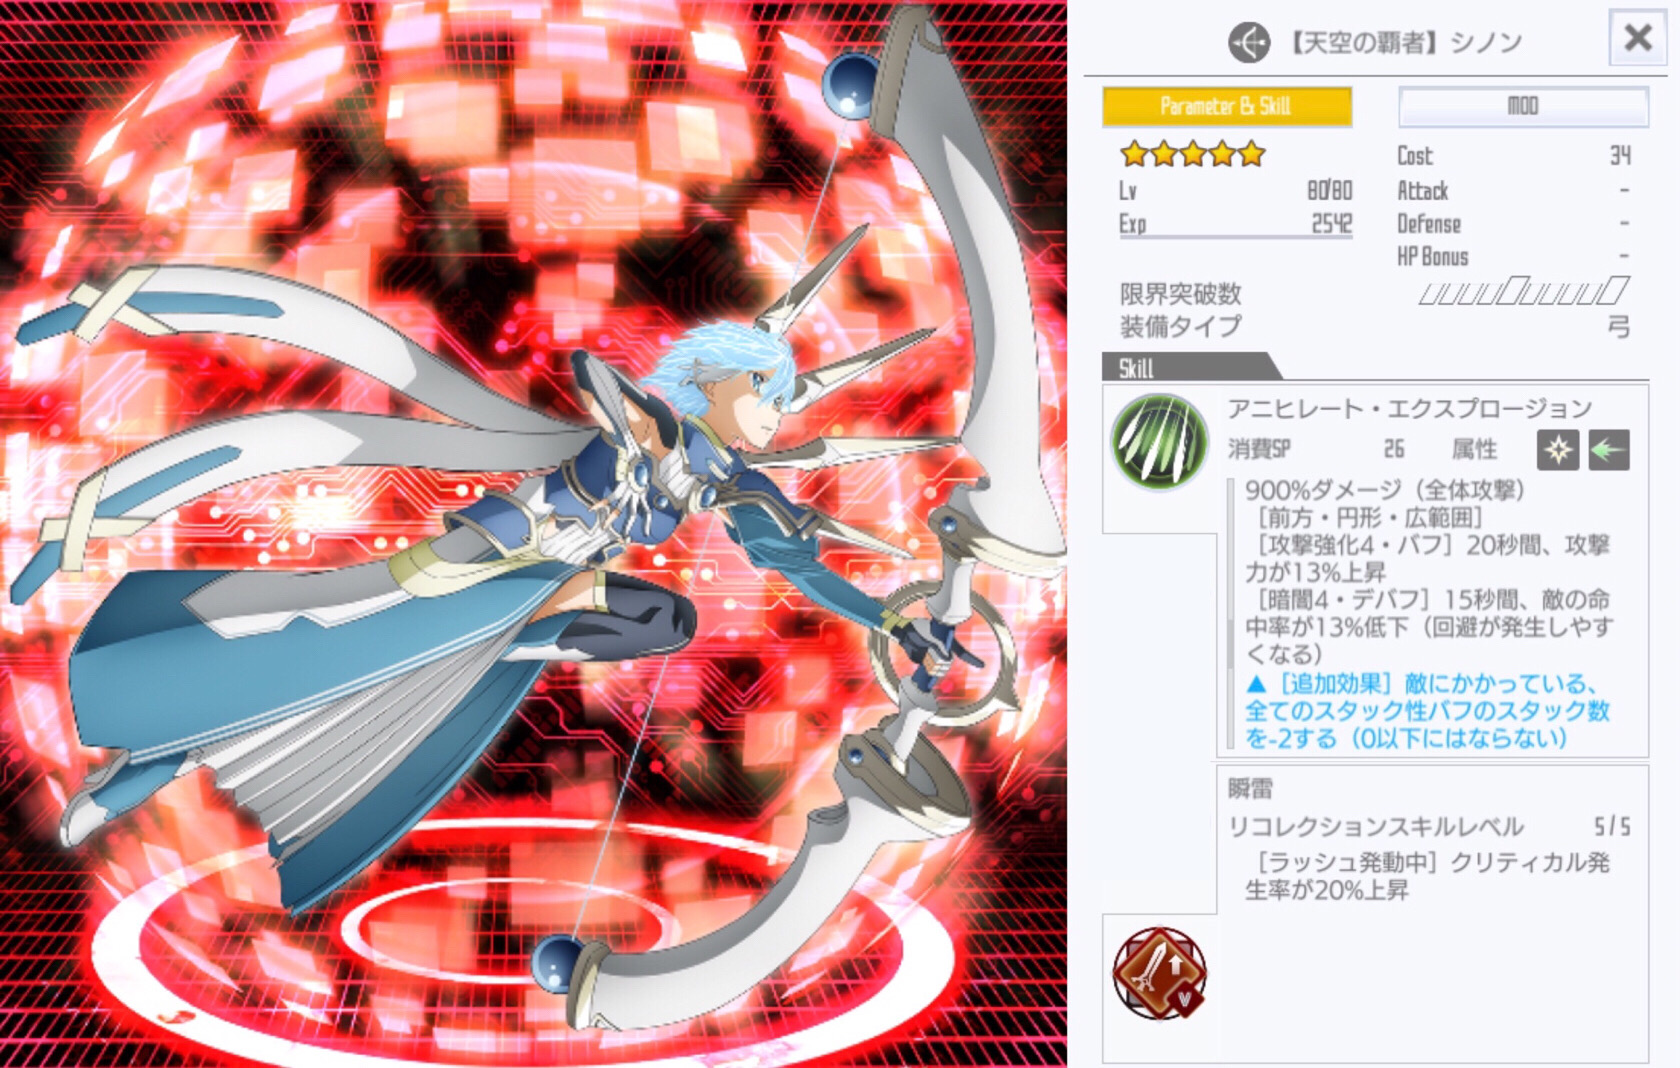 【天空の覇者】シノン
Parameter & Skill
MOD
Lv 80/80
Exp 2542
Cost 34
Attack -
Defense -
HP Bonus -
限界突破数
装備タイプ 弓
Skill
アニヒレート・エクスプロージョン
消費SP 26 属性
900%ダメージ（全体攻撃）
［前方・円形・広範囲］
［攻撃強化4・バフ］20秒間、攻撃
力が13%上昇
［暗闇4・デバフ］15秒間、敵の命
中率が13%低下（回避が発生しやす
くなる）
▲［追加効果］敵にかかっている、
全てのスタック性バフのスタック数
を-2する（0以下にはならない）
瞬雷
リコレクションスキルレベル 5/5
［ラッシュ発動中］クリティカル発
生率が20%上昇
V